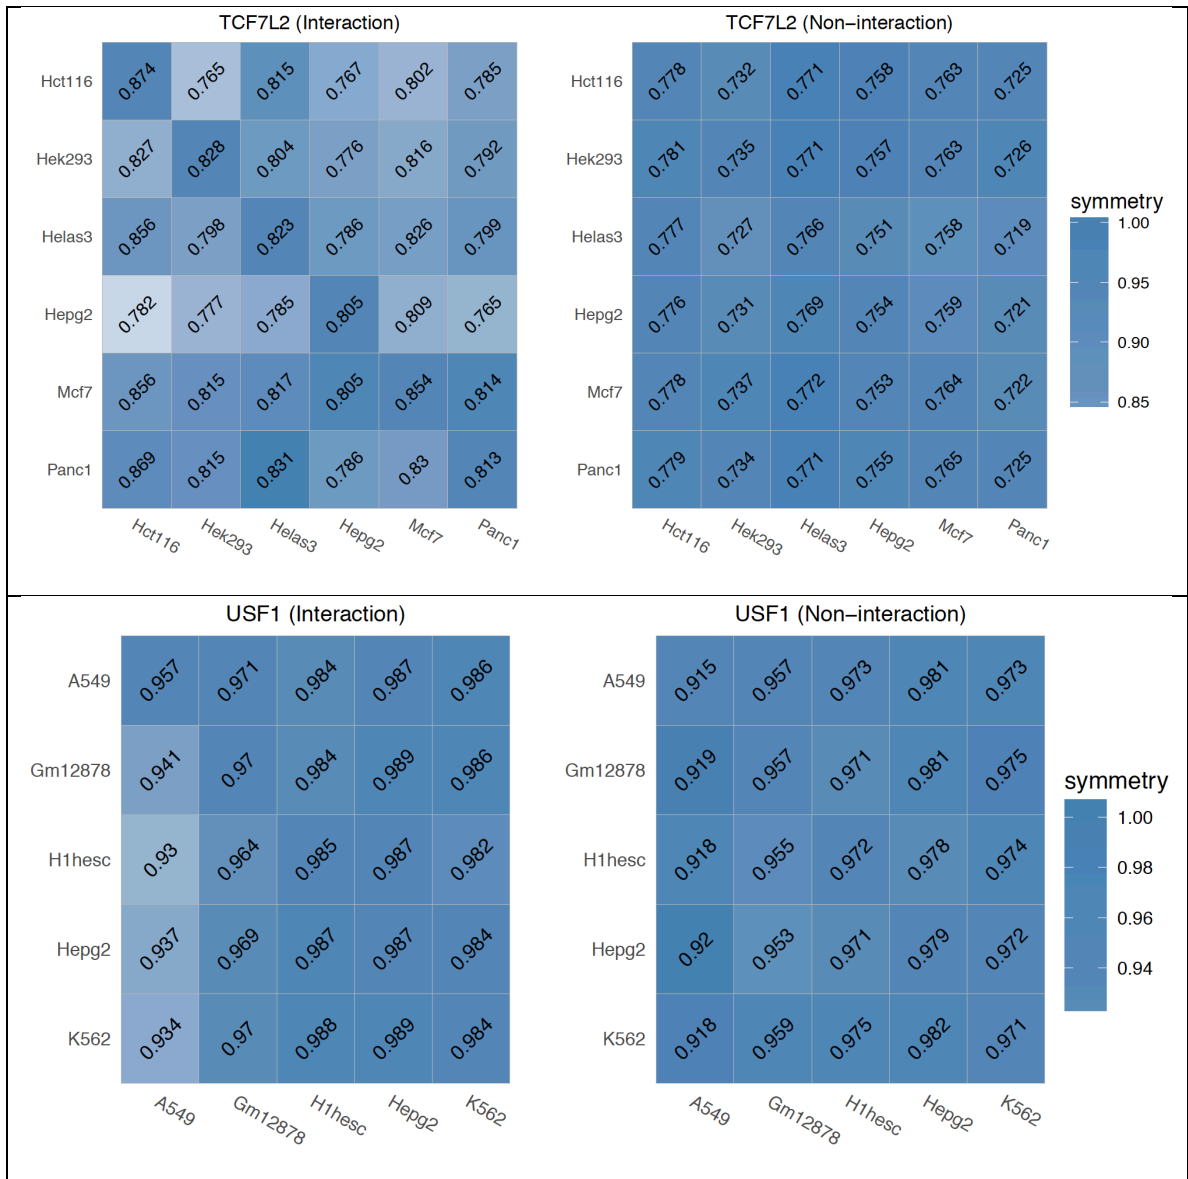 TCF7L2 (Interaction)
TCF7L2 (Non−interaction)
Hct116 0.874 0.765 0.815 0.767 0.802 0.785
Hct116 0.778 0.732 0.771 0.758 0.763 0.725
Hek293 0.827 0.828 0.804 0.776 0.816 0.792
Hek293 0.781 0.735 0.771 0.757 0.763 0.726
symmetry
1.00
0.95
0.90
0.85
Helas3 0.856 0.798 0.823 0.786 0.826 0.799
Helas3 0.777 0.727 0.766 0.751 0.758 0.719
Hepg2 0.782 0.777 0.785 0.805 0.809 0.765
Hepg2 0.776 0.731 0.769 0.754 0.759 0.721
Mcf7 0.856 0.815 0.817 0.805 0.854 0.814
Mcf7 0.778 0.737 0.772 0.753 0.764 0.722
Panc1 0.869 0.815 0.831 0.786 0.83 0.813
Panc1 0.779 0.734 0.771 0.755 0.765 0.725
Hct116 Hek293 Helas3 Hepg2 Mcf7 Panc1
Hct116 Hek293 Helas3 Hepg2 Mcf7 Panc1
USF1 (Interaction)
USF1 (Non−interaction)
A549 0.957 0.971 0.984 0.987 0.986
A549 0.915 0.957 0.973 0.981 0.973
Gm12878 0.941 0.97 0.984 0.989 0.986
Gm12878 0.919 0.957 0.971 0.981 0.975
symmetry
1.00
0.98
0.96
0.94
H1hesc 0.93 0.964 0.985 0.987 0.982
H1hesc 0.918 0.955 0.972 0.978 0.974
Hepg2 0.937 0.969 0.987 0.987 0.984
Hepg2 0.92 0.953 0.971 0.979 0.972
K562 0.934 0.97 0.988 0.989 0.984
K562 0.918 0.959 0.975 0.982 0.971
A549 Gm12878 H1hesc Hepg2 K562
A549 Gm12878 H1hesc Hepg2 K562